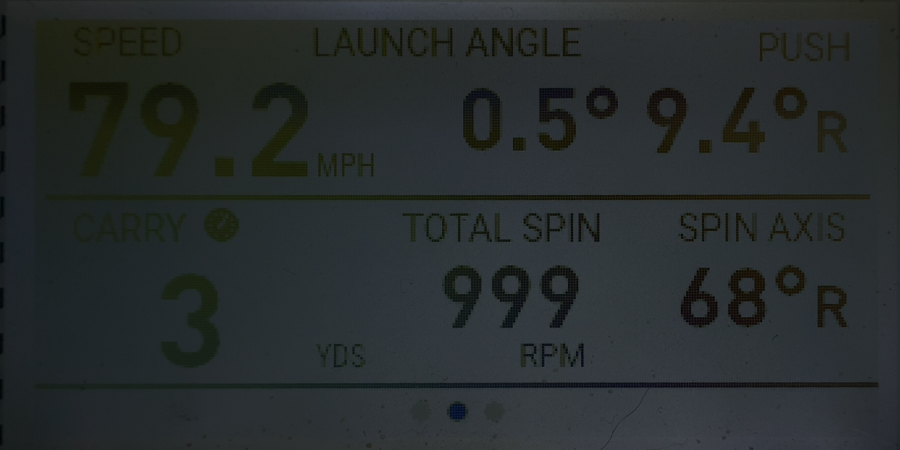 SPEED LAUNCH ANGLE PUSH
79.2 MPH 0.5° 9.4° R
CARRY TOTAL SPIN SPIN AXIS
3 YDS 999 RPM 68° R